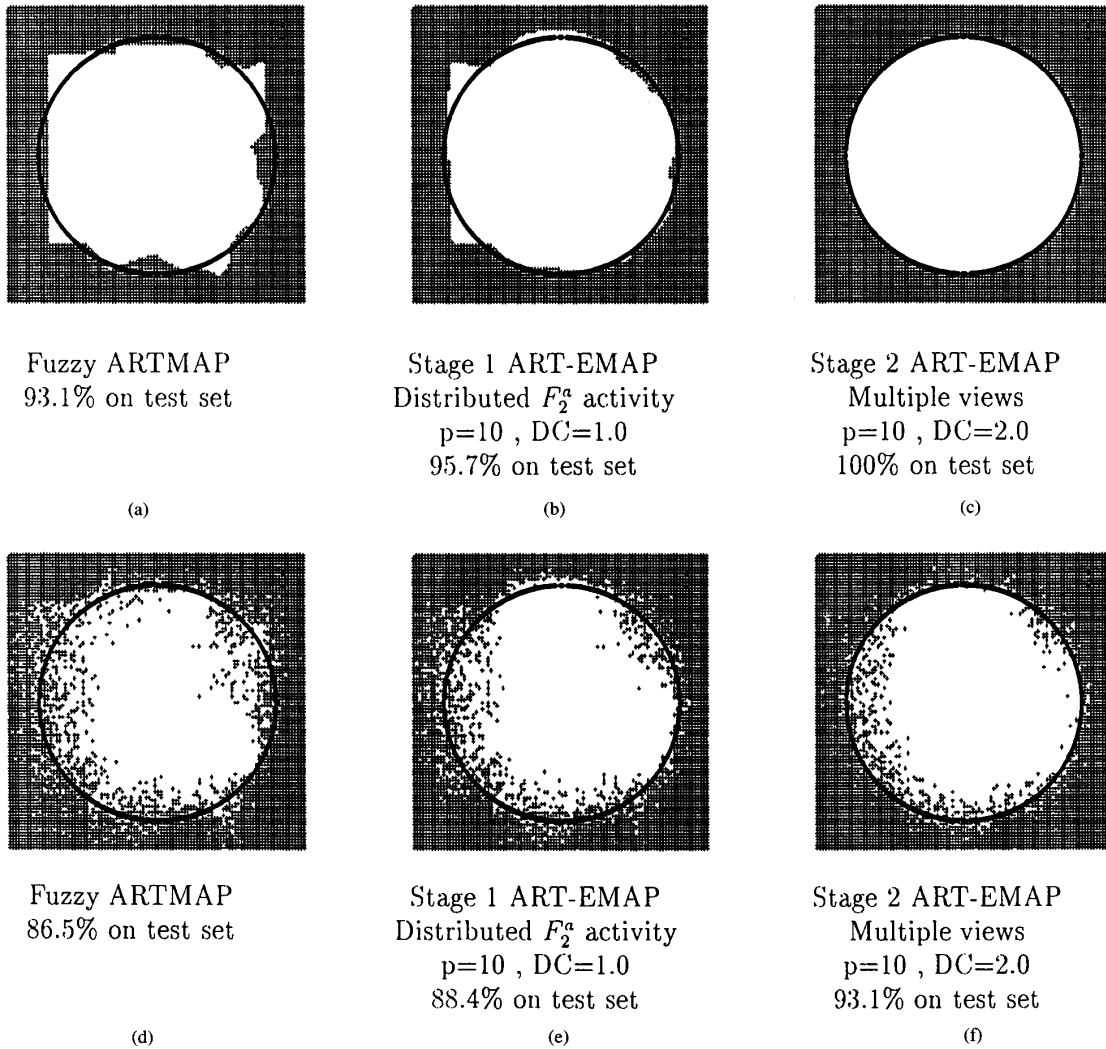 Fuzzy ARTMAP
93.1% on test set
(a)
Stage 1 ART-EMAP
Distributed F₂ᵃ activity
p=10 , DC=1.0
95.7% on test set
(b)
Stage 2 ART-EMAP
Multiple views
p=10 , DC=2.0
100% on test set
(c)
Fuzzy ARTMAP
86.5% on test set
(d)
Stage 1 ART-EMAP
Distributed F₂ᵃ activity
p=10 , DC=1.0
88.4% on test set
(e)
Stage 2 ART-EMAP
Multiple views
p=10 , DC=2.0
93.1% on test set
(f)